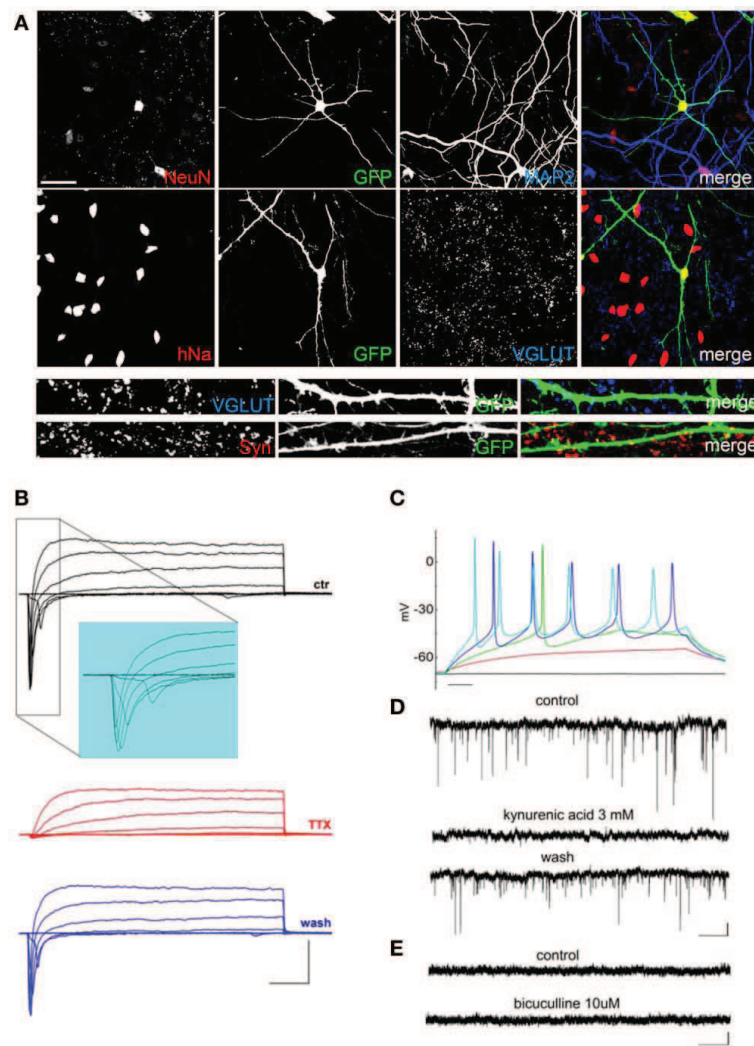 A
NeuN
GFP
MAP2
merge
hNa
GFP
VGLUT
merge
VGLUT
GFP
merge
Syn
GFP
merge
B
ctr
TTX
wash
C
0
-30
-60
mV
D
control
kynurenic acid 3 mM
wash
E
control
bicuculline 10uM